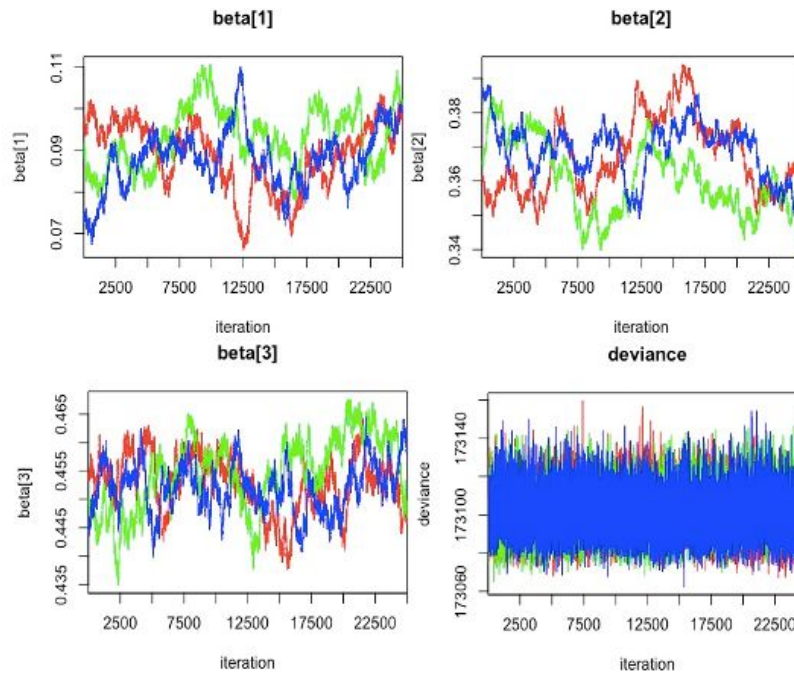 beta[1]
beta[2]
0.11
0.09
0.07
beta[1]
2500 7500 12500 17500 22500
iteration
0.38
0.36
0.34
beta[2]
2500 7500 12500 17500 22500
iteration
beta[3]
deviance
0.465
0.455
0.445
0.435
beta[3]
2500 7500 12500 17500 22500
iteration
173140
173100
173060
deviance
2500 7500 12500 17500 22500
iteration